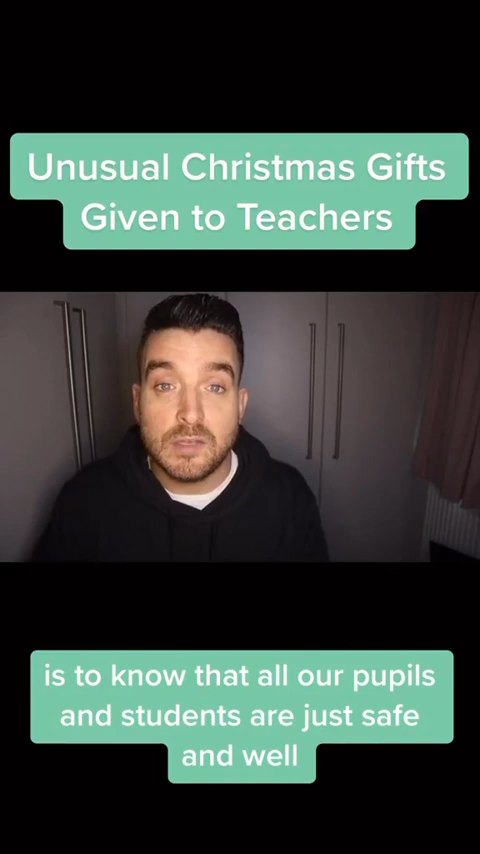 Unusual Christmas Gifts
Given to Teachers
is to know that all our pupils
and students are just safe
and well